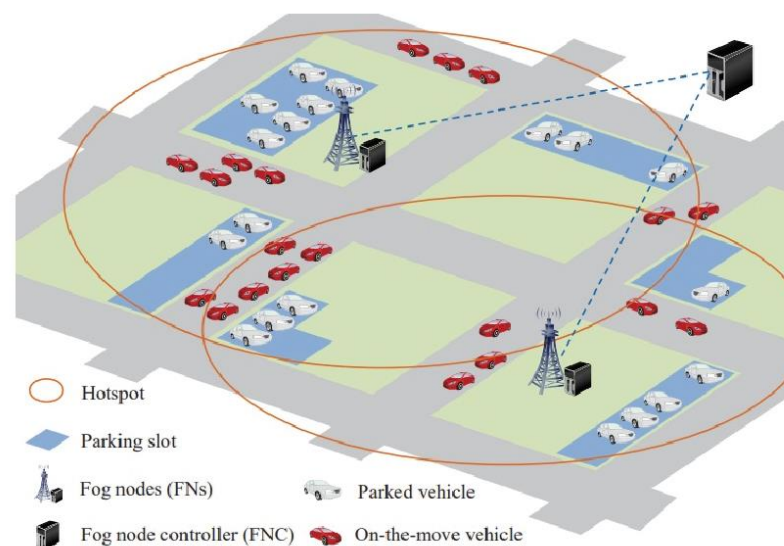 Hotspot
Parking slot
Fog nodes (FNs)
Parked vehicle
Fog node controller (FNC)
On-the-move vehicle